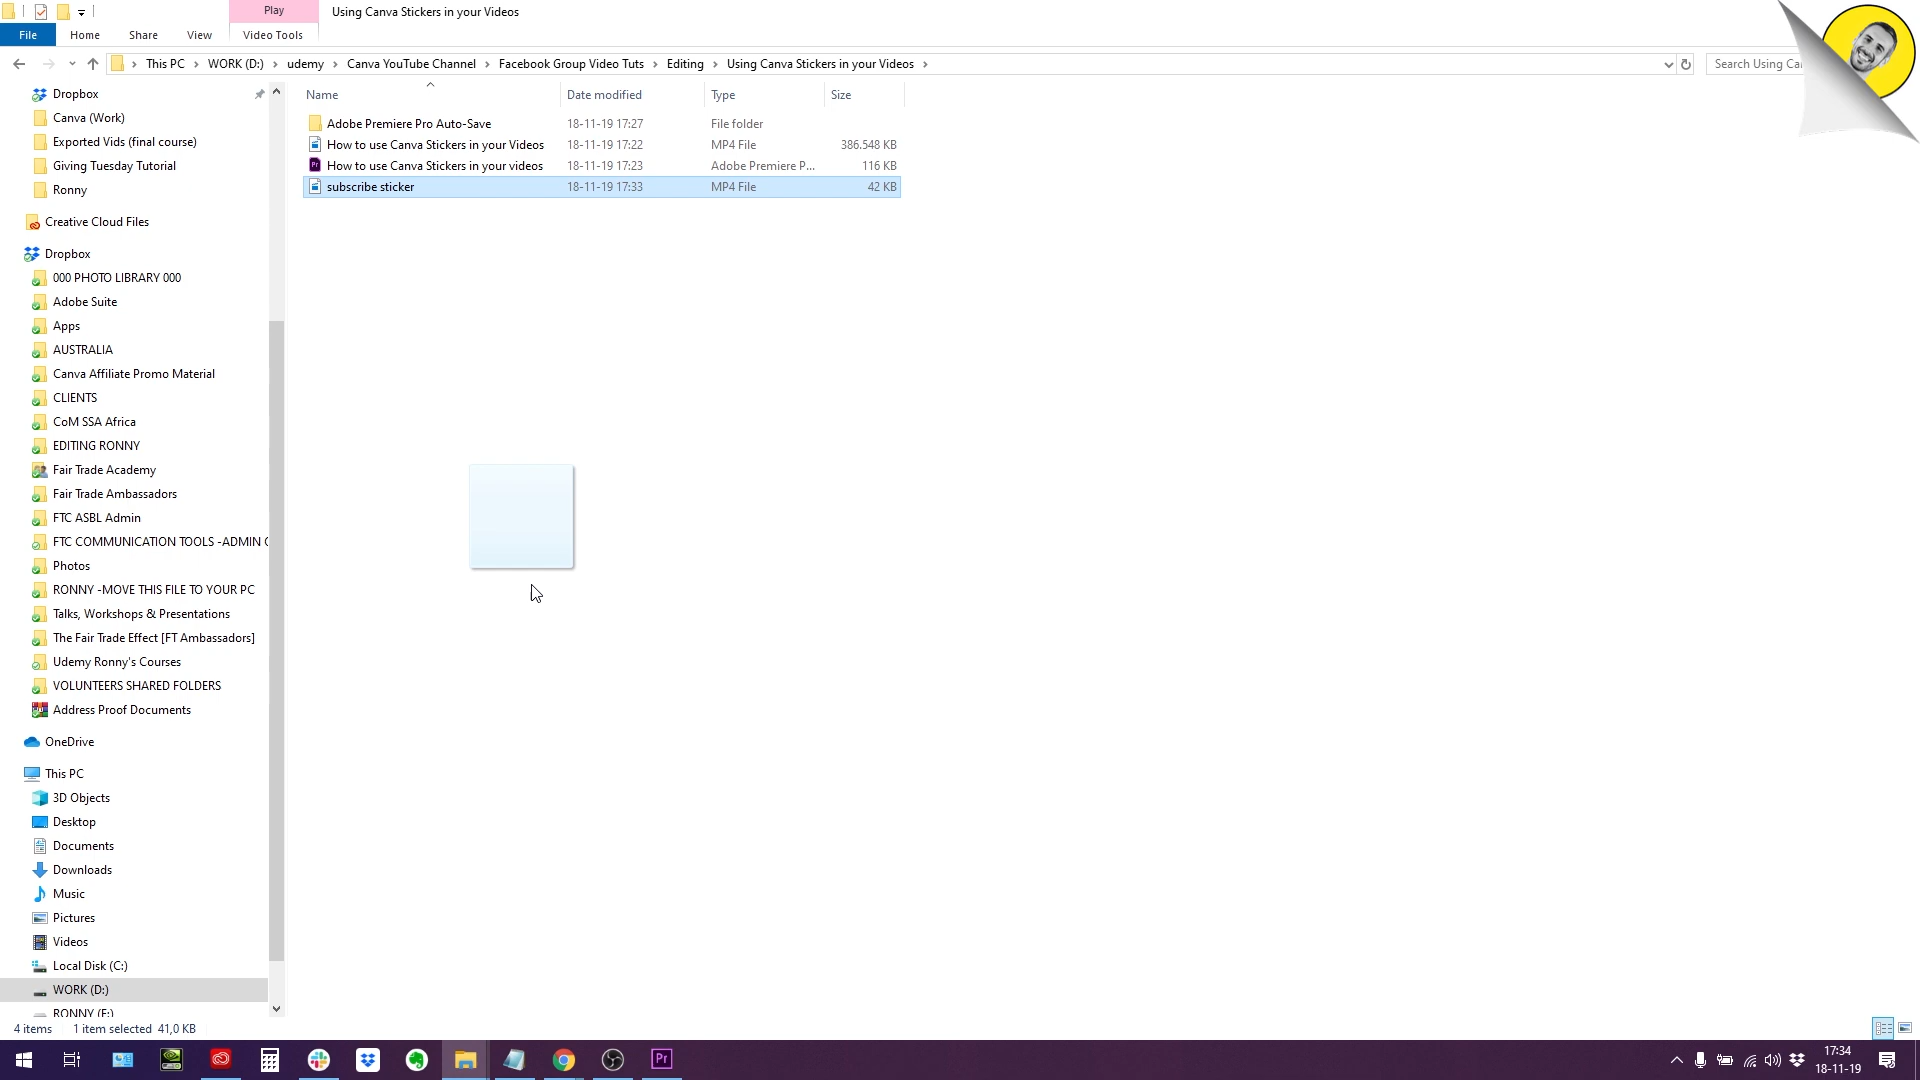 Play
Using Canva Stickers in your Videos
File
Home
Share
View
Video Tools
This PC
WORK (D:)
udemy
Canva YouTube Channel
Facebook Group Video Tuts
Editing
Using Canva Stickers in your Videos
Search Using Ca
Name
Date modified
Type
Size
Adobe Premiere Pro Auto-Save
18-11-19 17:27
File folder
How to use Canva Stickers in your Videos
18-11-19 17:22
MP4 File
386.548 KB
How to use Canva Stickers in your videos
18-11-19 17:23
Adobe Premiere P...
116 KB
subscribe sticker
18-11-19 17:33
MP4 File
42 KB
Dropbox
Canva (Work)
Exported Vids (final course)
Giving Tuesday Tutorial
Ronny
Creative Cloud Files
Dropbox
000 PHOTO LIBRARY 000
Adobe Suite
Apps
AUSTRALIA
Canva Affiliate Promo Material
CLIENTS
CoM SSA Africa
EDITING RONNY
Fair Trade Academy
Fair Trade Ambassadors
FTC ASBL Admin
FTC COMMUNICATION TOOLS -ADMIN
Photos
RONNY -MOVE THIS FILE TO YOUR PC
Talks, Workshops & Presentations
The Fair Trade Effect [FT Ambassadors]
Udemy Ronny's Courses
VOLUNTEERS SHARED FOLDERS
Address Proof Documents
OneDrive
This PC
3D Objects
Desktop
Documents
Downloads
Music
Pictures
Videos
Local Disk (C:)
WORK (D:)
RONNY (F:)
4 items
1 item selected 41,0 KB
Pr
17:34
18-11-19